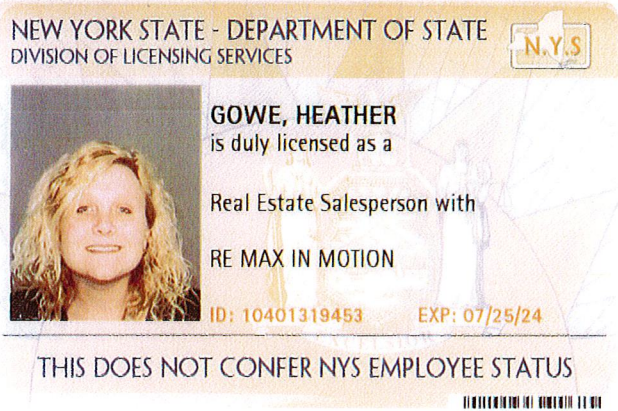 NEW YORK STATE - DEPARTMENT OF STATE
DIVISION OF LICENSING SERVICES
N.Y.S
GOWE, HEATHER
is duly licensed as a
Real Estate Salesperson with
RE MAX IN MOTION
ID: 10401319453 EXP: 07/25/24
THIS DOES NOT CONFER NYS EMPLOYEE STATUS